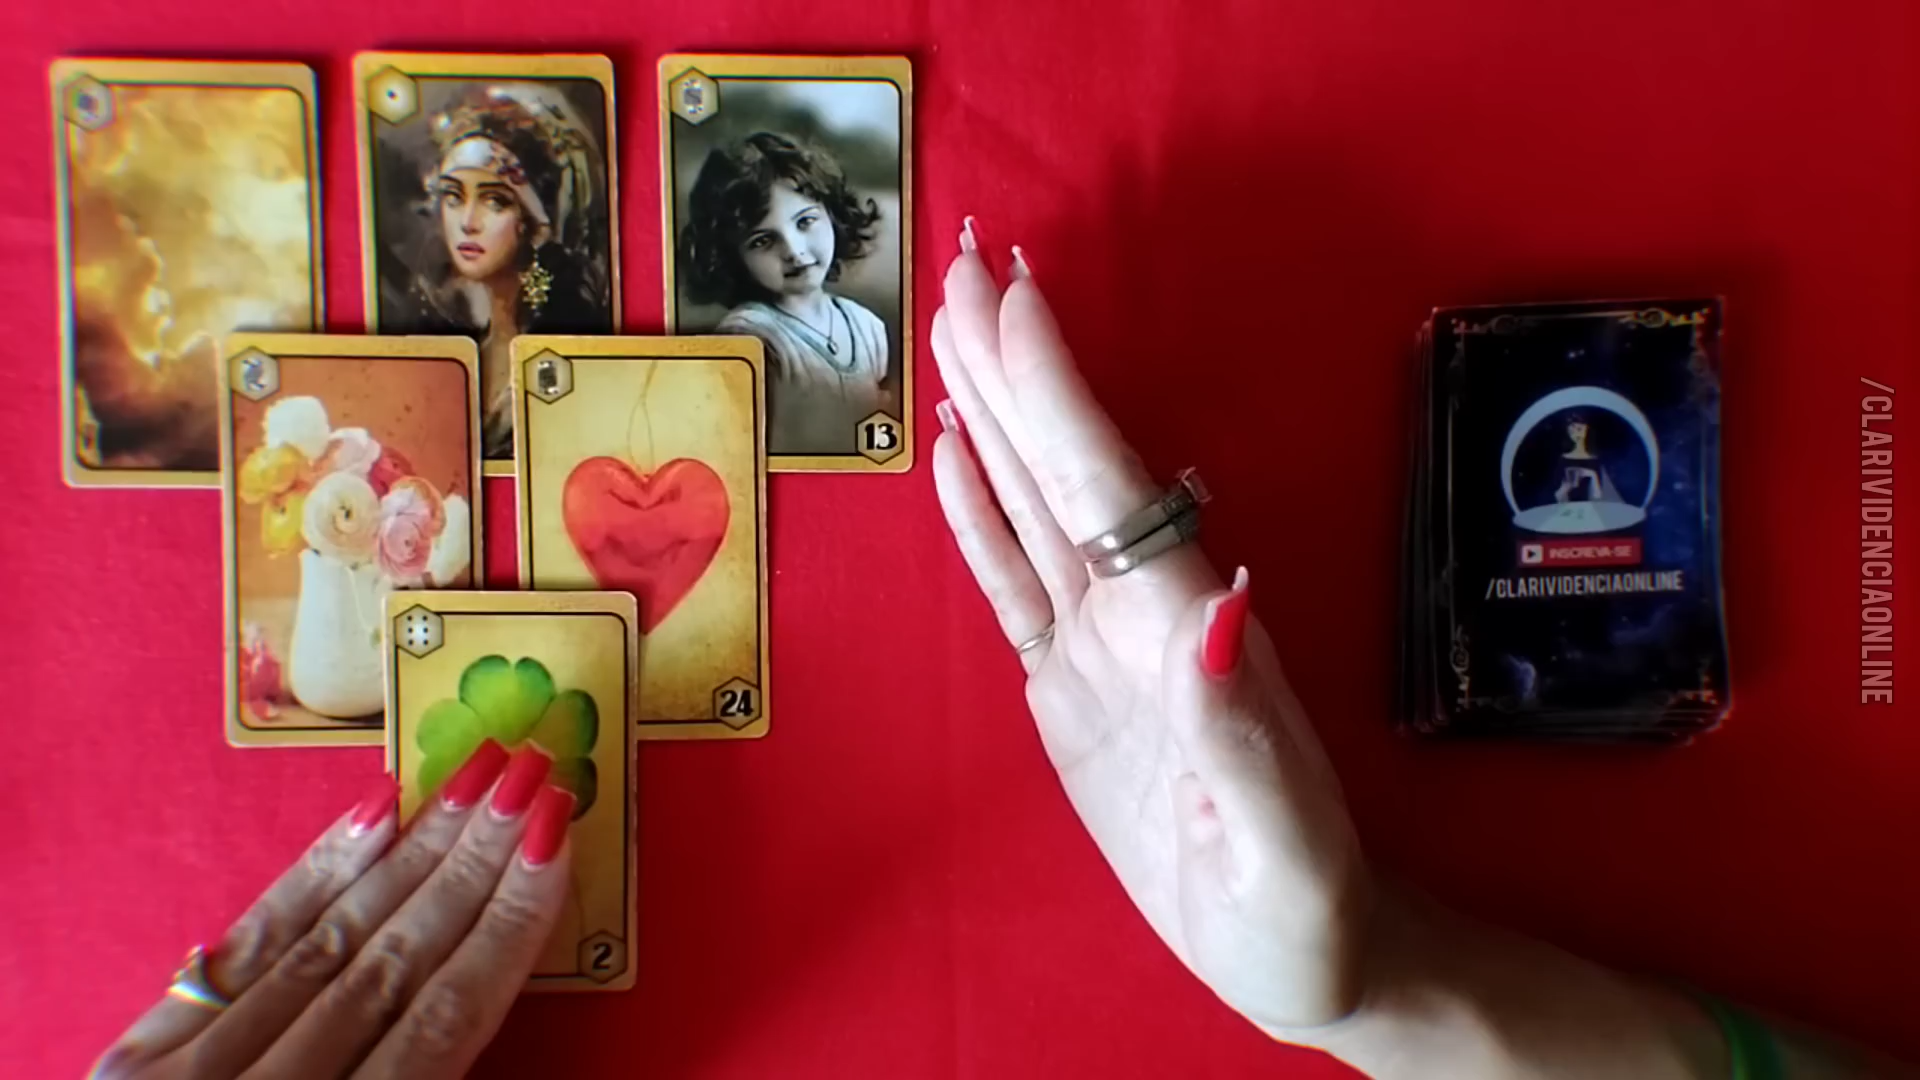 13
24
2
INSCREVA-SE
/CLARIVIDENCIAONLINE
/CLARIVIDENCIAONLINE